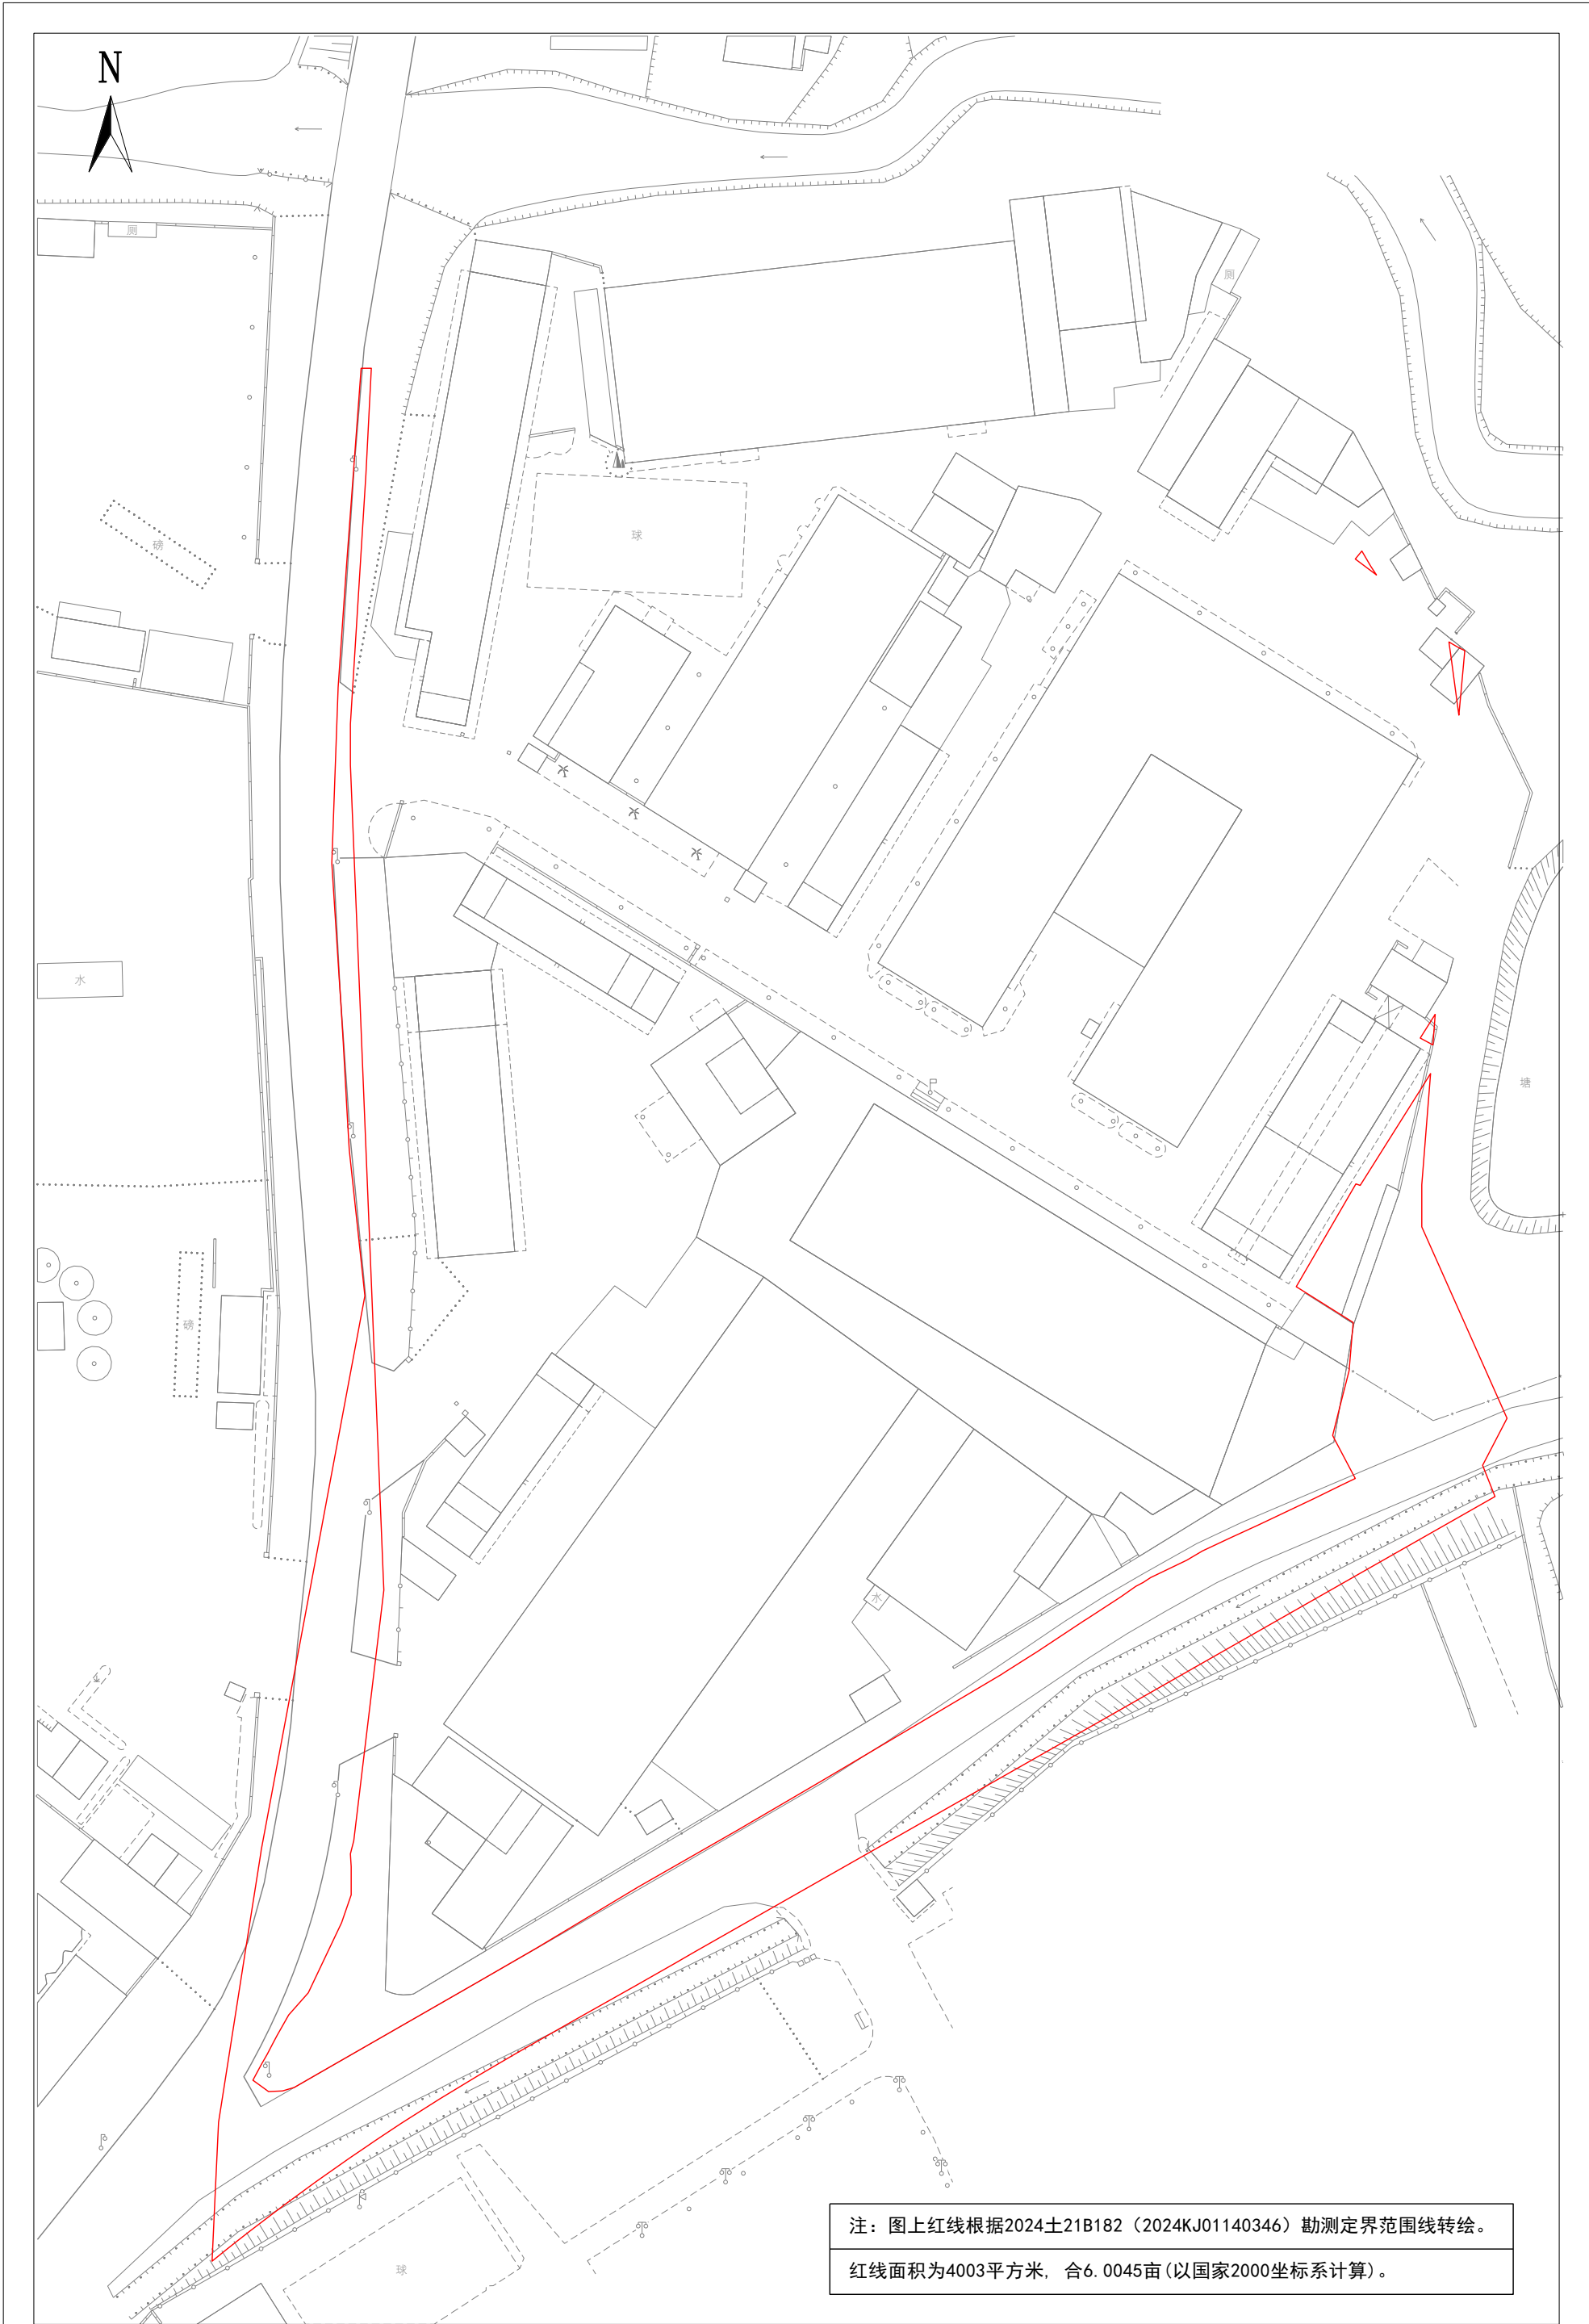 N
厕
厕
磅
球
水
塘
磅
水
球
注：图上红线根据2024土21B182（2024KJ01140346）勘测定界范围线转绘。
红线面积为4003平方米, 合6.0045亩(以国家2000坐标系计算)。